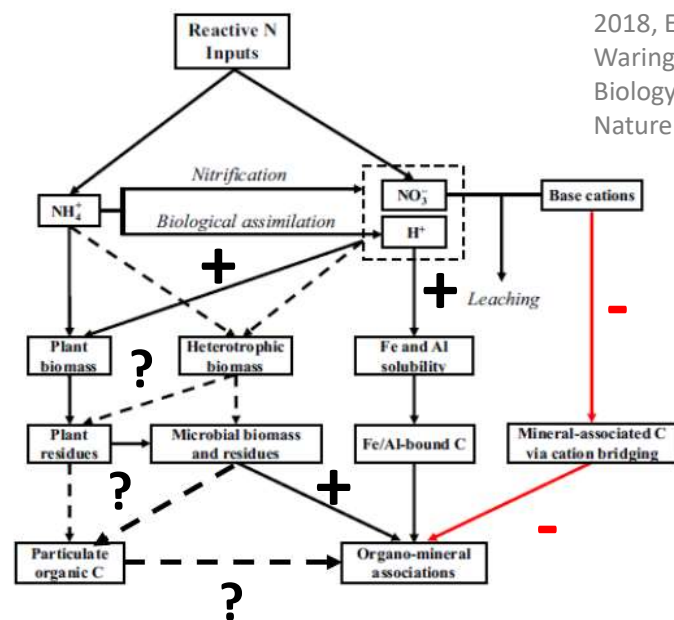 2018, E
Waring
Biology
Nature
Reactive N
Inputs
Nitrification
NH₄⁺
NO₃⁻
Base cations
Biological assimilation
H⁺
+
+
Leaching
-
Plant
biomass
?
Heterotrophic
biomass
Fe and Al
solubility
Plant
residues
Microbial biomass
and residues
Fe/Al-bound C
Mineral-associated C
via cation bridging
?
+
-
Particulate
organic C
Organo-mineral
associations
?